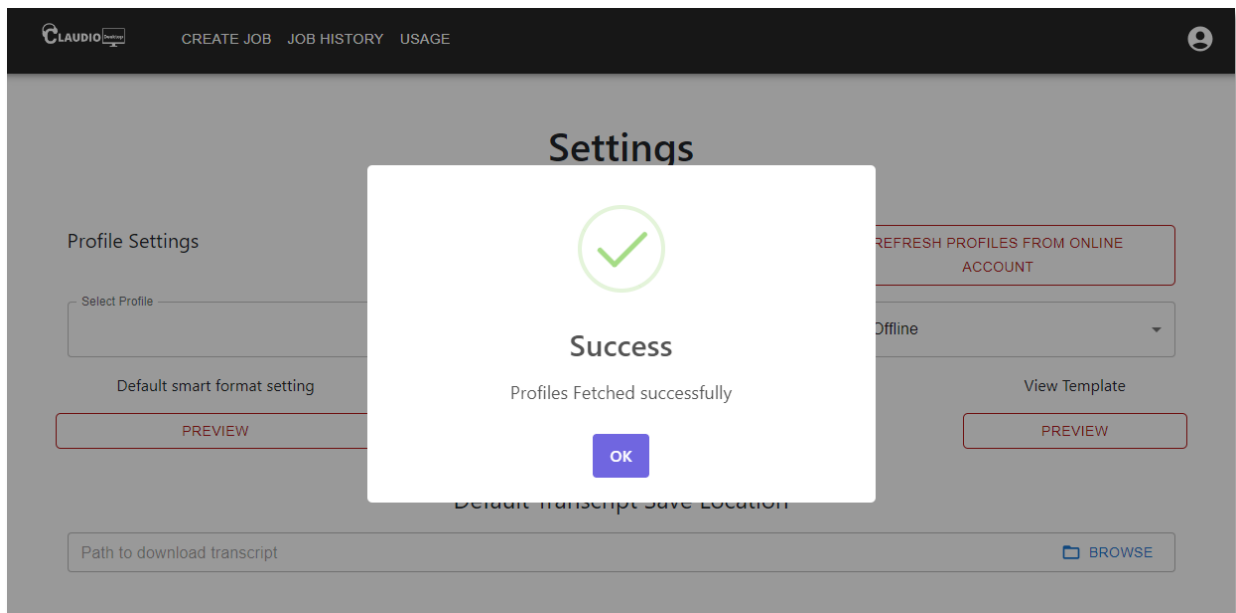 CLAUDIO Desktop
CREATE JOB JOB HISTORY USAGE
Settings
Profile Settings
REFRESH PROFILES FROM ONLINE
ACCOUNT
Select Profile
Offline
Success
Default smart format setting
View Template
Profiles Fetched successfully
PREVIEW
PREVIEW
OK
Default Transcript Save Location
Path to download transcript
BROWSE